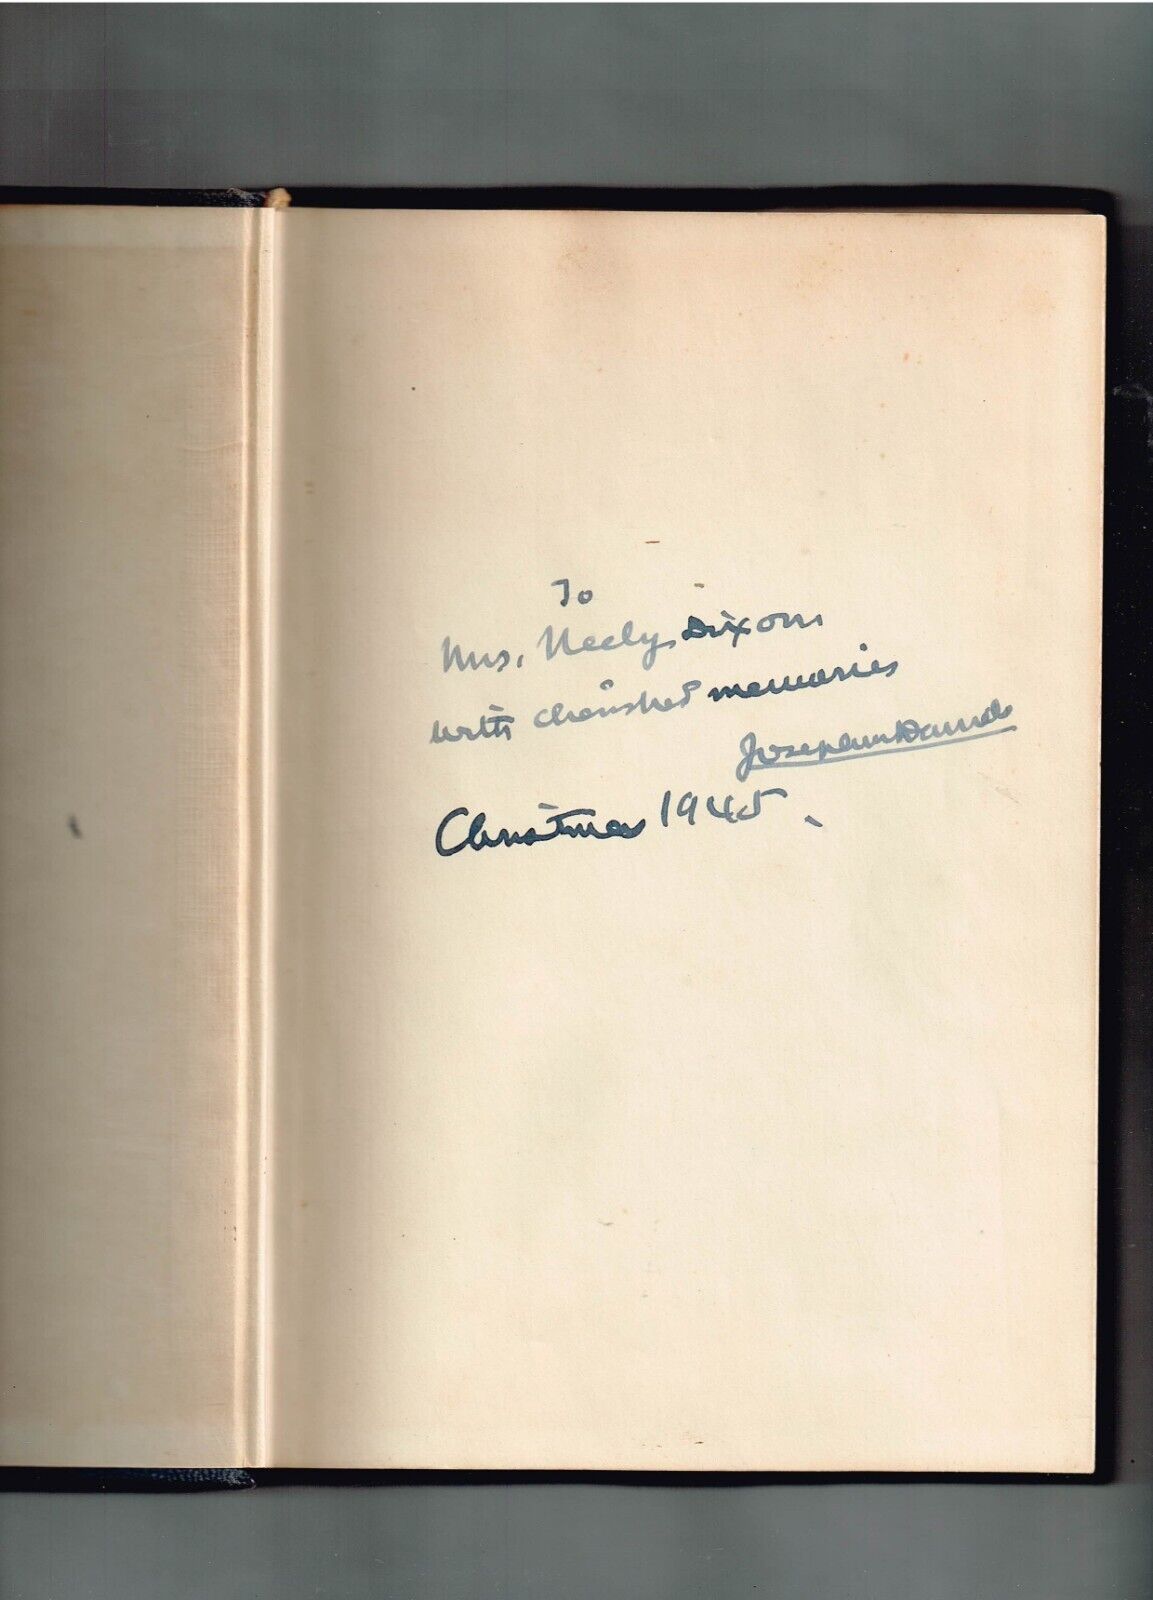 To
Mrs. Neely Dixon
with cherished memories
Josephus Daniels
Christmas 1945.